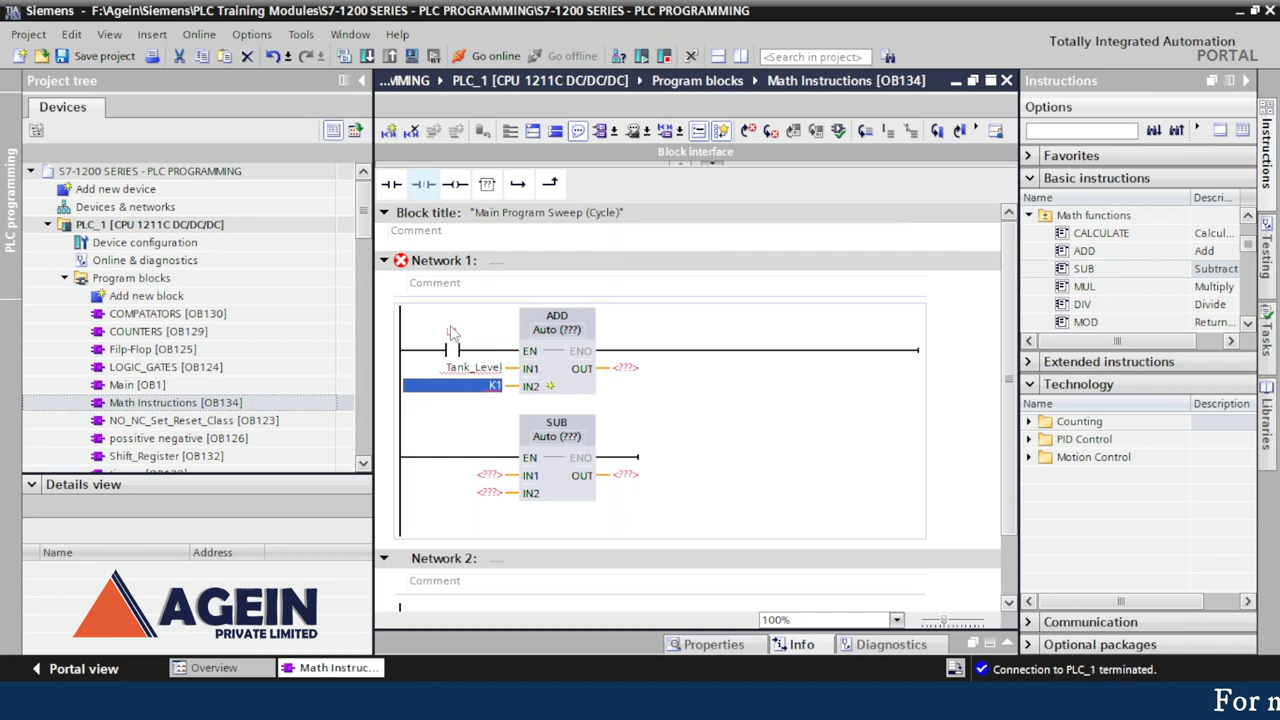 Siemens - F:\Agein\Siemens\PLC Training Modules\S7-1200 SERIES - PLC PROGRAMMING\S7-1200 SERIES - PLC PROGRAMMING
Project Edit View Insert Online Options Tools Window Help
Totally Integrated Automation
PORTAL
Save project Go online Go offline <Search in project>
Project tree
...MMING PLC_1 [CPU 1211C DC/DC/DC] Program blocks Math Instructions [OB134]
Instructions
Devices
Options
PLC programming
Block interface
S7-1200 SERIES - PLC PROGRAMMING
Add new device
Devices & networks
PLC_1 [CPU 1211C DC/DC/DC]
Device configuration
Online & diagnostics
Program blocks
Add new block
COMPATATORS [OB130]
COUNTERS [OB129]
Filp-Flop [OB125]
LOGIC_GATES [OB124]
Main [OB1]
Math Instructions [OB134]
NO_NC_Set_Reset_Class [OB123]
possitive negative [OB126]
Shift_Register [OB132]
Block title: "Main Program Sweep (Cycle)"
Comment
Network 1: .....
Comment
ADD
Auto (???)
EN ENO
Tank_Level IN1 OUT <???>
K1 IN2
SUB
Auto (???)
EN ENO
<???> IN1 OUT <???>
<???> IN2
Network 2: .....
Comment
100%
Properties Info Diagnostics
Favorites
Basic instructions
Name Descri...
Math functions
CALCULATE Calcul...
ADD Add
SUB Subtract
MUL Multiply
DIV Divide
MOD Return...
Extended instructions
Technology
Name Description
Counting
PID Control
Motion Control
Communication
Optional packages
Instructions
Testing
Tasks
Libraries
Details view
Name Address
AGEIN
PRIVATE LIMITED
Portal view Overview Math Instruc... Connection to PLC_1 terminated.
For